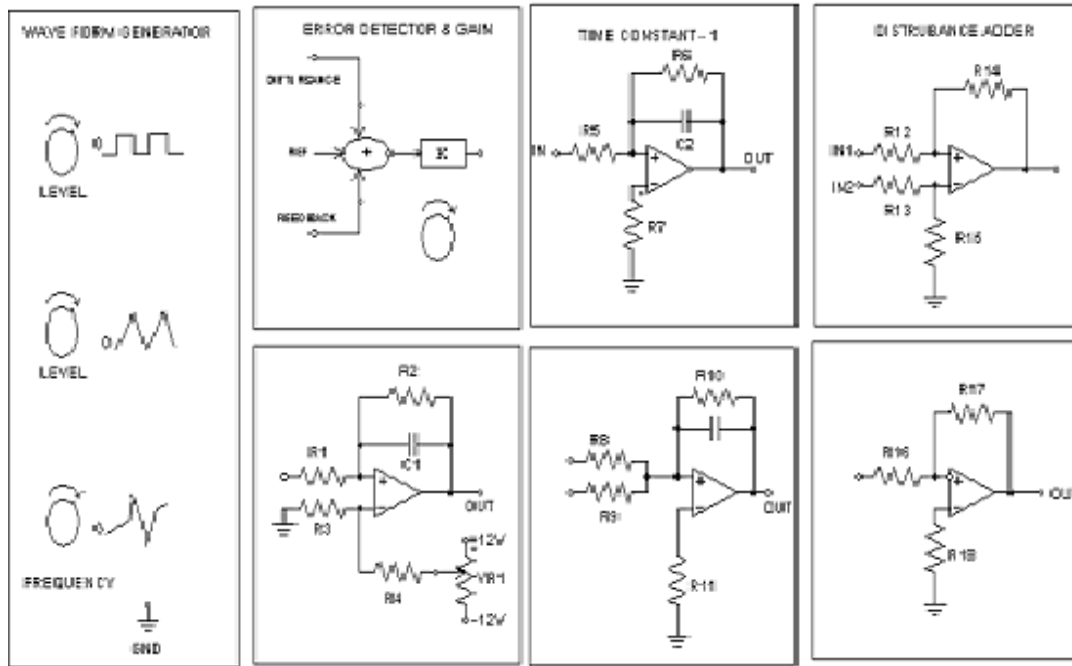 WAVE FORM GENERATOR
LEVEL
LEVEL
FREQUENCY
GND
ERROR DETECTOR & GAIN
REF
+
K
FEEDBACK
TIME CONSTANT-1
R6
R5
IN
C2
OUT
+
-
R7
DISTRUBANCE ADDER
R14
R12
IN1
IN2
R13
+
-
R15
R2
R1
C1
+
-
OUT
R3
R4
VR1
R10
R8
R9
+
-
OUT
R11
R17
R16
+
-
OUT
R18